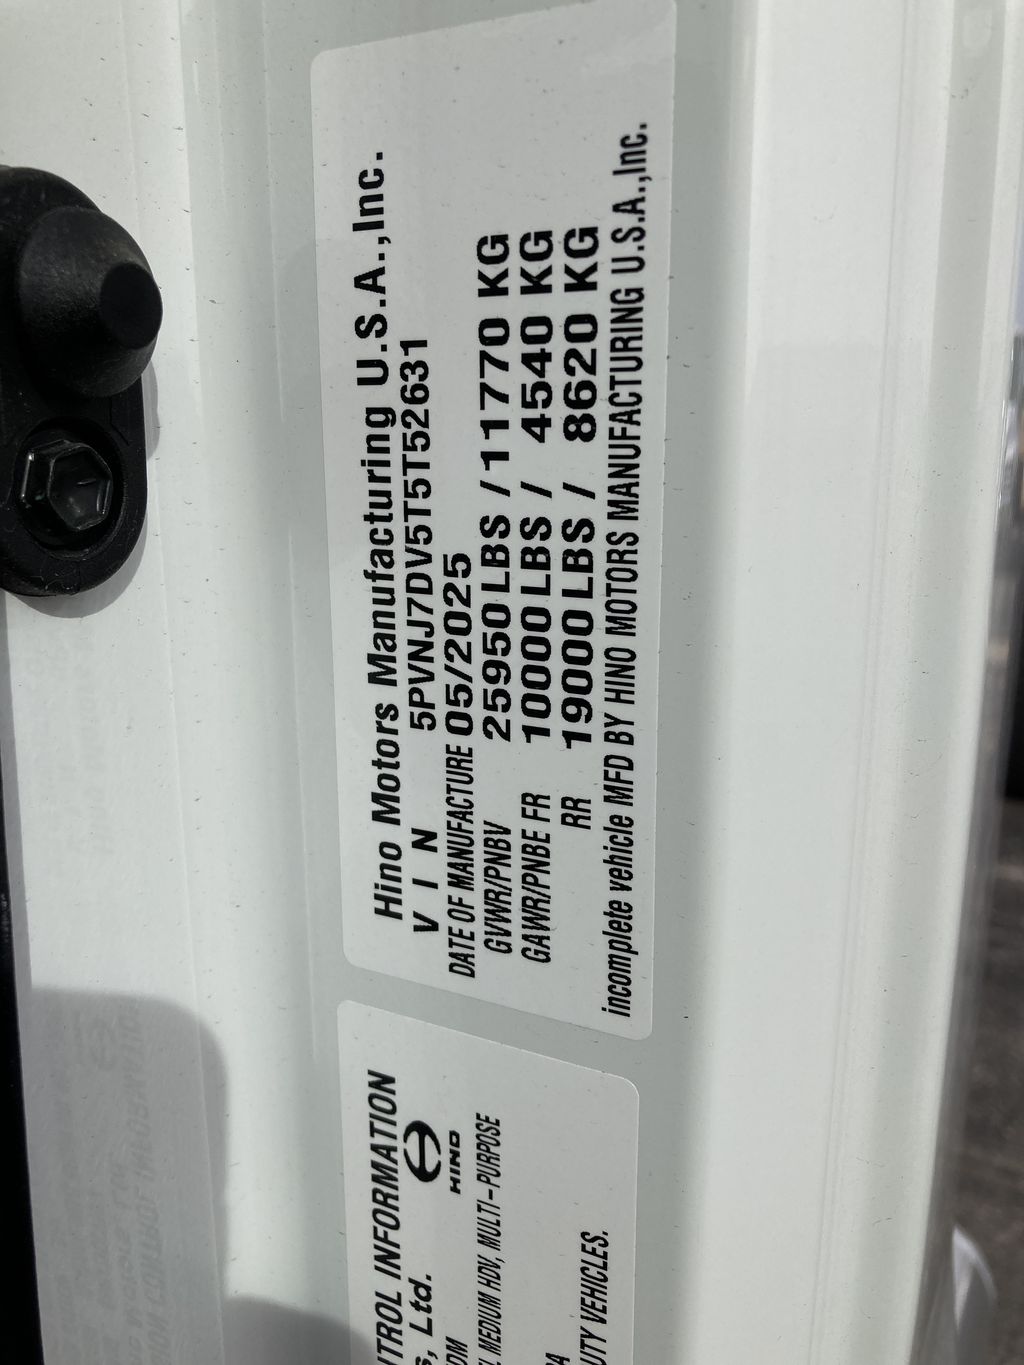 Hino Motors Manufacturing U.S.A.,Inc.
V I N 5PVNJ7DV5T5T52631
DATE OF MANUFACTURE 05/2025
GVWR/PNBV 25950 LBS / 11770 KG
GAWR/PNBE FR 10000 LBS / 4540 KG
RR 19000 LBS / 8620 KG
incomplete vehicle MFD BY HINO MOTORS MANUFACTURING U.S.A.,Inc.
NTROL INFORMATION
s, Ltd.
HINO
OM
L MEDIUM HDV, MULTI-PURPOSE
PA
UTY VEHICLES.